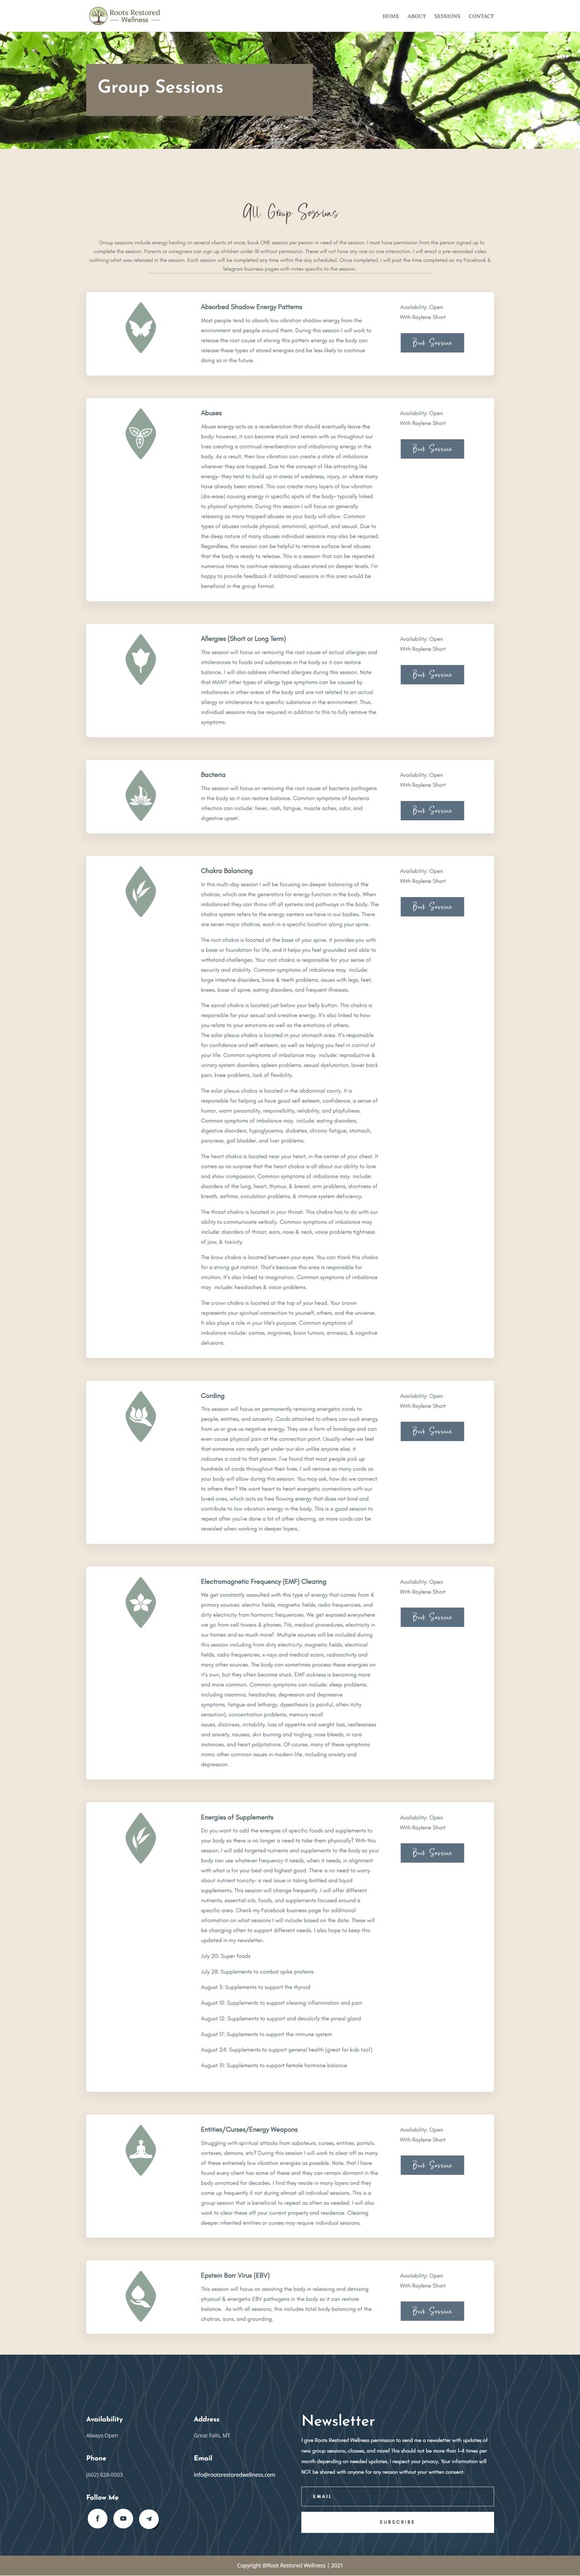 Roots Restored
Wellness
HOME ABOUT SESSIONS CONTACT
Group Sessions
All Group Sessions
Group sessions include energy healing on several clients at once; book ONE session per person in need of the session. I must have permission from the person signed up to
complete the session. Parents or caregivers can sign up children under 18 without permission. These will not have any one on one interaction. I will email a pre-recorded video
outlining what was released in the session. Each session will be completed any time within the day scheduled. Once completed, I will post the time completed on my Facebook &
Telegram business pages with notes specific to the session.
Absorbed Shadow Energy Patterns
Most people tend to absorb low vibration shadow energy from the
environment and people around them. During this session I will work to
release the root cause of storing this pattern energy so the body can
release these types of stored energies and be less likely to continue
doing so in the future.
Availability: Open
With Raylene Short
Book Session
Abuses
Abuse energy acts as a reverberation that should eventually leave the
body; however, it can become stuck and remain with us throughout our
lives creating a continual reverberation and imbalancing energy in the
body. As a result, their low vibration can create a state of imbalance
wherever they are trapped. Due to the concept of like attracting like
energy- they tend to build up in areas of weakness, injury, or where many
have already been stored. This can create many layers of low vibration
(dis-ease) causing energy in specific spots of the body- typically linked
to physical symptoms. During this session I will focus on generally
releasing as many trapped abuses as your body will allow. Common
types of abuses include physical, emotional, spiritual, and sexual. Due to
the deep nature of many abuses individual sessions may also be required.
Regardless, this session can be helpful to remove surface level abuses
that the body is ready to release. This is a session that can be repeated
numerous times to continue releasing abuses stored on deeper levels. I'm
happy to provide feedback if additional sessions in this area would be
beneficial in the group format.
Availability: Open
With Raylene Short
Book Session
Allergies (Short or Long Term)
This session will focus on removing the root cause of actual allergies and
intolerances to foods and substances in the body so it can restore
balance. I will also address inherited allergies during this session. Note
that MANY other types of allergy type symptoms can be caused by
imbalances in other areas of the body and are not related to an actual
allergy or intolerance to a specific substance in the environment. Thus,
individual sessions may be required in addition to this to fully remove the
symptoms.
Availability: Open
With Raylene Short
Book Session
Bacteria
This session will focus on removing the root cause of bacteria pathogens
in the body so it can restore balance. Common symptoms of bacteria
infection can include: fever, rash, fatigue, muscle aches, odor, and
digestive upset.
Availability: Open
With Raylene Short
Book Session
Chakra Balancing
In this multi-day session I will be focusing on deeper balancing of the
chakras, which are the generators for energy function in the body. When
imbalanced they can throw off all systems and pathways in the body. The
chakra system refers to the energy centers we have in our bodies. There
are seven major chakras, each in a specific location along your spine.
The root chakra is located at the base of your spine. It provides you with
a base or foundation for life, and it helps you feel grounded and able to
withstand challenges. Your root chakra is responsible for your sense of
security and stability. Common symptoms of imbalance may include:
large intestine disorders, bone & teeth problems, issues with legs, feet,
knees, base of spine, eating disorders, and frequent illnesses.
The sacral chakra is located just below your belly button. This chakra is
responsible for your sexual and creative energy. It's also linked to how
you relate to your emotions as well as the emotions of others.
The solar plexus chakra is located in your stomach area. It's responsible
for confidence and self-esteem, as well as helping you feel in control of
your life. Common symptoms of imbalance may include: reproductive &
urinary system disorders, spleen problems, sexual dysfunction, lower back
pain, knee problems, lack of flexibility.
The solar plexus chakra is located in the abdominal cavity. It is
responsible for helping us have good self esteem, confidence, a sense of
humor, warm personality, responsibility, reliability, and playfulness.
Common symptoms of imbalance may include: eating disorders,
digestive disorders, hypoglycemia, diabetes, chronic fatigue, stomach,
pancreas, gall bladder, and liver problems.
The heart chakra is located near your heart, in the center of your chest. It
comes as no surprise that the heart chakra is all about our ability to love
and show compassion. Common symptoms of imbalance may include:
disorders of the lung, heart, thymus, & breast, arm problems, shortness of
breath, asthma, circulation problems, & immune system deficiency.
The throat chakra is located in your throat. This chakra has to do with our
ability to communicate verbally. Common symptoms of imbalance may
include: disorders of throat, ears, nose & neck, voice problems tightness
of jaw, & toxicity.
The brow chakra is located between your eyes. You can thank this chakra
for a strong gut instinct. That's because this area is responsible for
intuition. It's also linked to imagination. Common symptoms of imbalance
may include: headaches & vision problems.
The crown chakra is located at the top of your head. Your crown
represents your spiritual connection to yourself, others, and the universe.
It also plays a role in your life's purpose. Common symptoms of
imbalance include: comas, migraines, brain tumors, amnesia, & cognitive
delusions.
Availability: Open
With Raylene Short
Book Session
Cording
This session will focus on permanently removing energetic cords to
people, entities, and ancestry. Cords attached to others can suck energy
from us or give us negative energy. They are a form of bondage and can
even cause physical pain at the connection point. Usually when we feel
that someone can really get under our skin unlike anyone else, it
indicates a cord to that person. I've found that most people pick up
hundreds of cords throughout their lives. I will remove as many cords as
your body will allow during this session. You may ask, how do we connect
to others then? We want heart to heart energetic connections with our
loved ones, which acts as free flowing energy that does not bind and
contribute to low vibration energy in the body. This is a good session to
repeat after you've done a lot of other clearing, as more cords can be
revealed when working in deeper layers.
Availability: Open
With Raylene Short
Book Session
Electromagnetic Frequency (EMF) Clearing
We get constantly assaulted with this type of energy that comes from 4
primary sources: electric fields, magnetic fields, radio frequencies, and
dirty electricity from harmonic frequencies. We get exposed everywhere
we go from cell towers & phones, TVs, medical procedures, electricity in
our homes and so much more! Multiple sources will be included during
this session including from dirty electricity, magnetic fields, electrical
fields, radio frequencies, x-rays and medical scans, radioactivity and
many other sources. The body can sometimes process these energies on
it's own, but they often become stuck. EMF sickness is becoming more
and more common. Common symptoms can include: sleep problems,
including insomnia, headaches, depression and depressive
symptoms, fatigue and lethargy, dysesthesia (a painful, often itchy
sensation), concentration problems, memory recall
issues, dizziness, irritability, loss of appetite and weight loss, restlessness
and anxiety, nausea, skin burning and tingling, nose bleeds, in rare
instances, and heart palpitations. Of course, many of these symptoms
mimic other common issues in modern life, including anxiety and
depression.
Availability: Open
With Raylene Short
Book Session
Energies of Supplements
Do you want to add the energies of specific foods and supplements to
your body so there is no longer a need to take them physically? With this
session, I will add targeted nutrients and supplements to the body so your
body can use whatever frequency it needs, when it needs, in alignment
with what is for your best and highest good. There is no need to worry
about nutrient toxicity- a real issue in taking bottled and liquid
supplements. This session will change frequently. I will offer different
nutrients, essential oils, foods, and supplements focused around a
specific area. Check my Facebook business page for additional
information on what sessions I will include based on the date. These will
be changing often to support different needs. I also hope to keep this
updated in my newsletter.
July 20: Super foods
July 28: Supplements to combat spike proteins
August 3: Supplements to support the thyroid
August 10: Supplements to support clearing inflammation and pain
August 12: Supplements to support and decalcify the pineal gland
August 17: Supplements to support the immune system
August 24: Supplements to support general health (great for kids too!)
August 31: Supplements to support female hormone balance
Availability: Open
With Raylene Short
Book Session
Entities/Curses/Energy Weapons
Struggling with spiritual attacks from saboteurs, curses, entities, portals,
vortexes, demons, etc? During this session I will work to clear off as many
of these extremely low vibration energies as possible. Note, that I have
found every client has some of these and they can remain dormant in the
body unnoticed for decades. I find they reside in many layers and they
come up frequently if not during almost all individual sessions. This is a
group session that is beneficial to repeat as often as needed. I will also
work to clear these off your current property and residence. Clearing
deeper inherited entities or curses may require individual sessions.
Availability: Open
With Raylene Short
Book Session
Epstein Barr Virus (EBV)
This session will focus on assisting the body in releasing and detoxing
physical & energetic EBV pathogens in the body so it can restore
balance. As with all sessions, this includes total body balancing of the
chakras, aura, and grounding.
Availability: Open
With Raylene Short
Book Session
Availability
Always Open
Phone
(602) 828-0503
Follow Me
Address
Great Falls, MT
Email
info@rootsrestoredwellness.com
Newsletter
I give Roots Restored Wellness permission to send me a newsletter with updates of
new group sessions, classes, and more! This should not be more than 1-4 times per
month depending on needed updates. I respect your privacy. Your information will
NOT be shared with anyone for any reason without your written consent.
EMAIL
SUBSCRIBE
Copyright @Root Restored Wellness | 2021